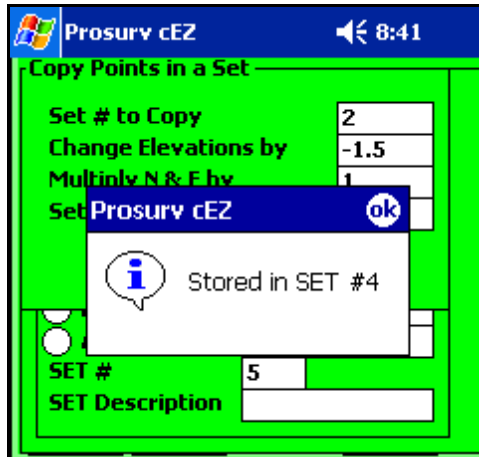 Prosurv cEZ 8:41
Copy Points in a Set
Set # to Copy 2
Change Elevations by -1.5
Multiply N & E by 1
Set
Prosurv cEZ ok
Stored in SET #4
SET # 5
SET Description